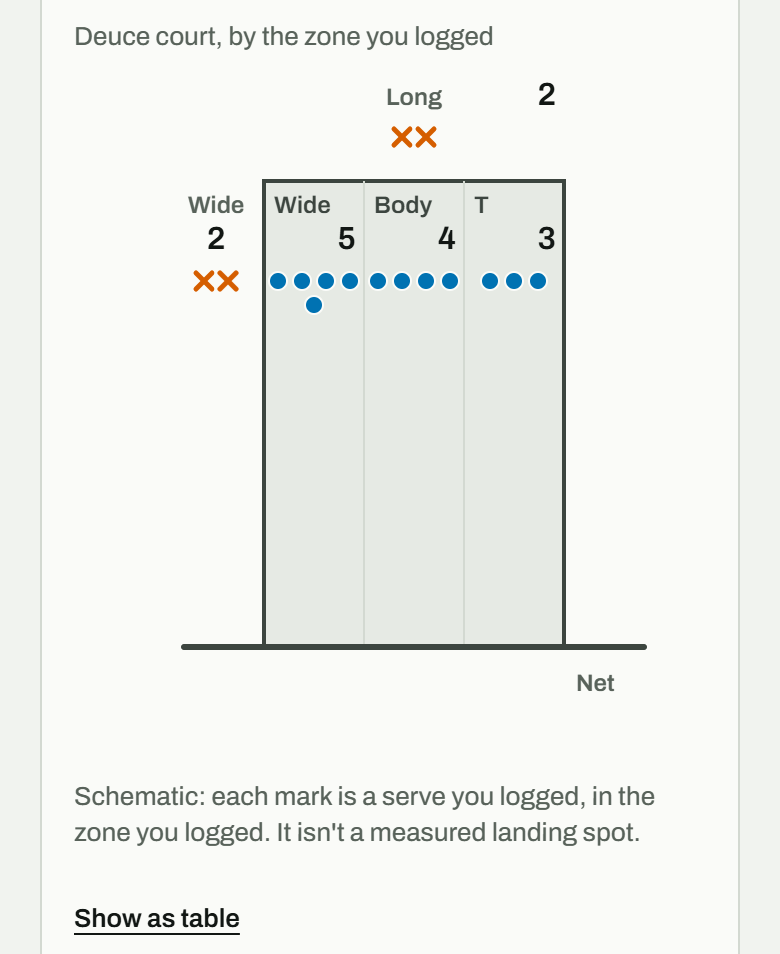 Deuce court, by the zone you logged
Long 2
Wide Wide Body T
2 5 4 3
Net
Schematic: each mark is a serve you logged, in the
zone you logged. It isn't a measured landing spot.
Show as table